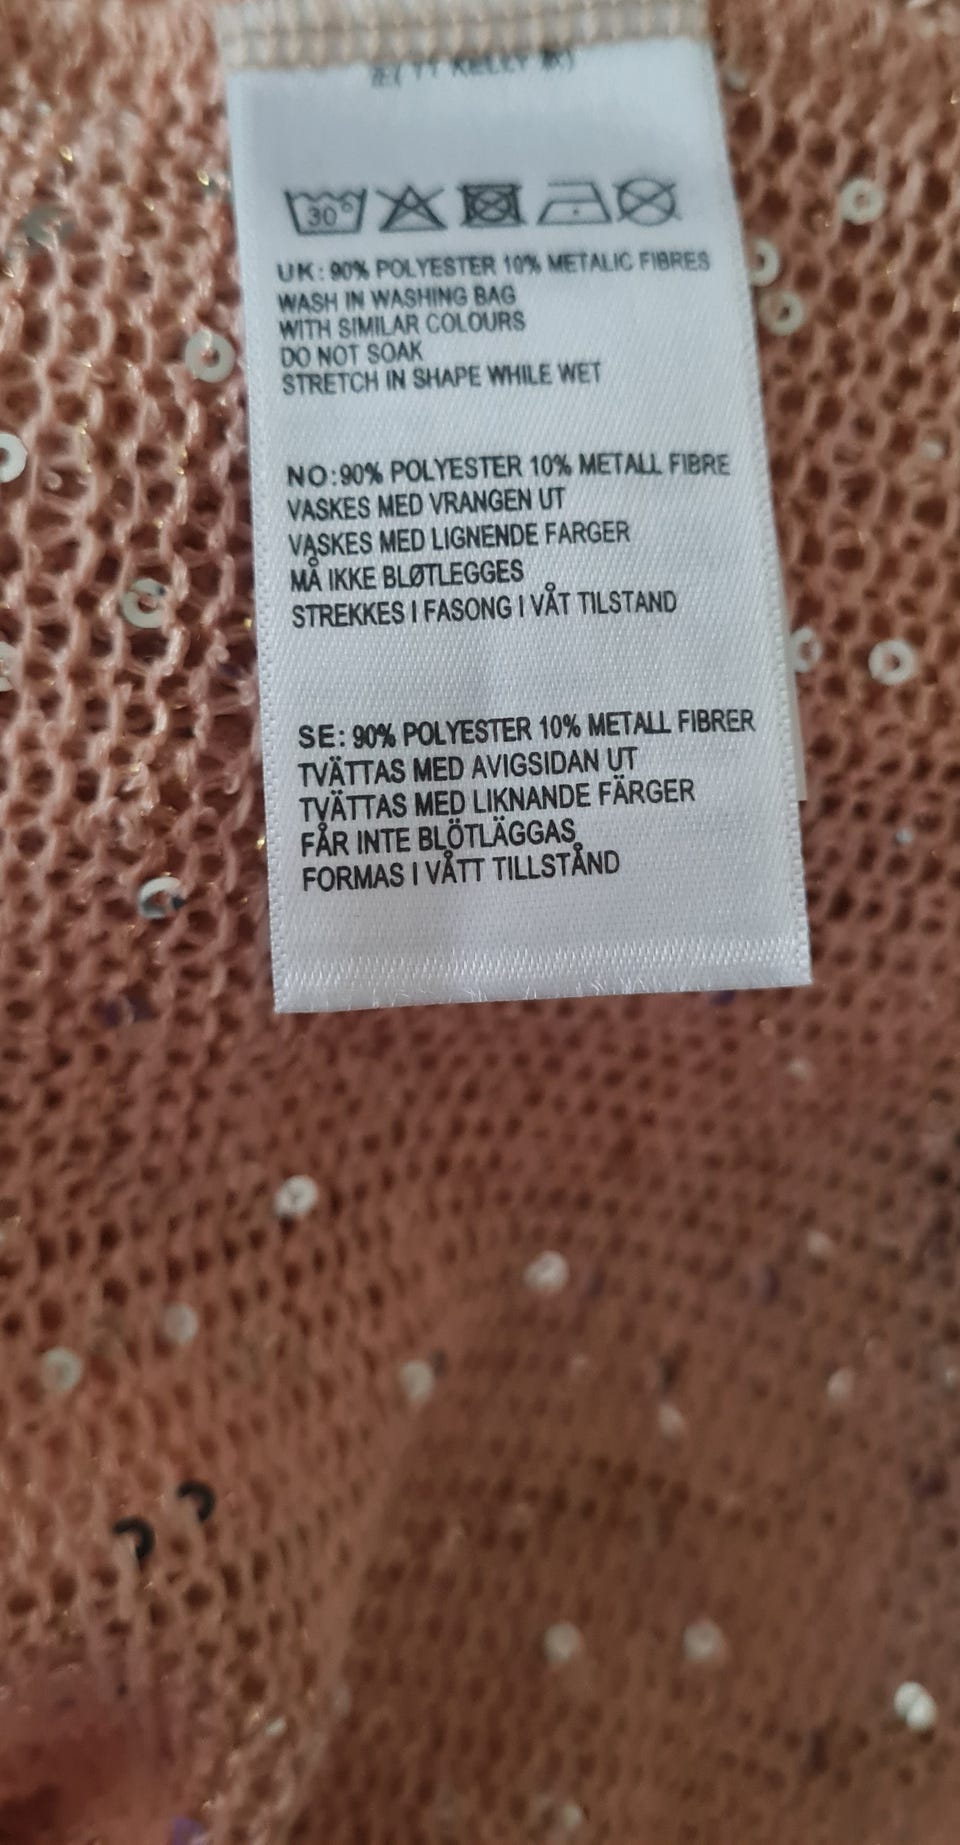 KELLY
30°
UK: 90% POLYESTER 10% METALIC FIBRES
WASH IN WASHING BAG
WITH SIMILAR COLOURS
DO NOT SOAK
STRETCH IN SHAPE WHILE WET
NO:90% POLYESTER 10% METALL FIBRE
VASKES MED VRANGEN UT
VASKES MED LIGNENDE FARGER
MÅ IKKE BLØTLEGGES
STREKKES I FASONG I VÅT TILSTAND
SE: 90% POLYESTER 10% METALL FIBRER
TVÄTTAS MED AVIGSIDAN UT
TVÄTTAS MED LIKNANDE FÄRGER
FÅR INTE BLÖTLÄGGAS
FORMAS I VÅTT TILLSTÅND